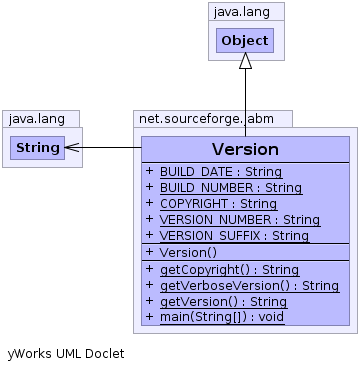 java.lang
Object
java.lang
String
net.sourceforge.jabm
Version
+ BUILD_DATE : String
+ BUILD_NUMBER : String
+ COPYRIGHT : String
+ VERSION_NUMBER : String
+ VERSION_SUFFIX : String
+ Version()
+ getCopyright() : String
+ getVerboseVersion() : String
+ getVersion() : String
+ main(String[]) : void
yWorks UML Doclet